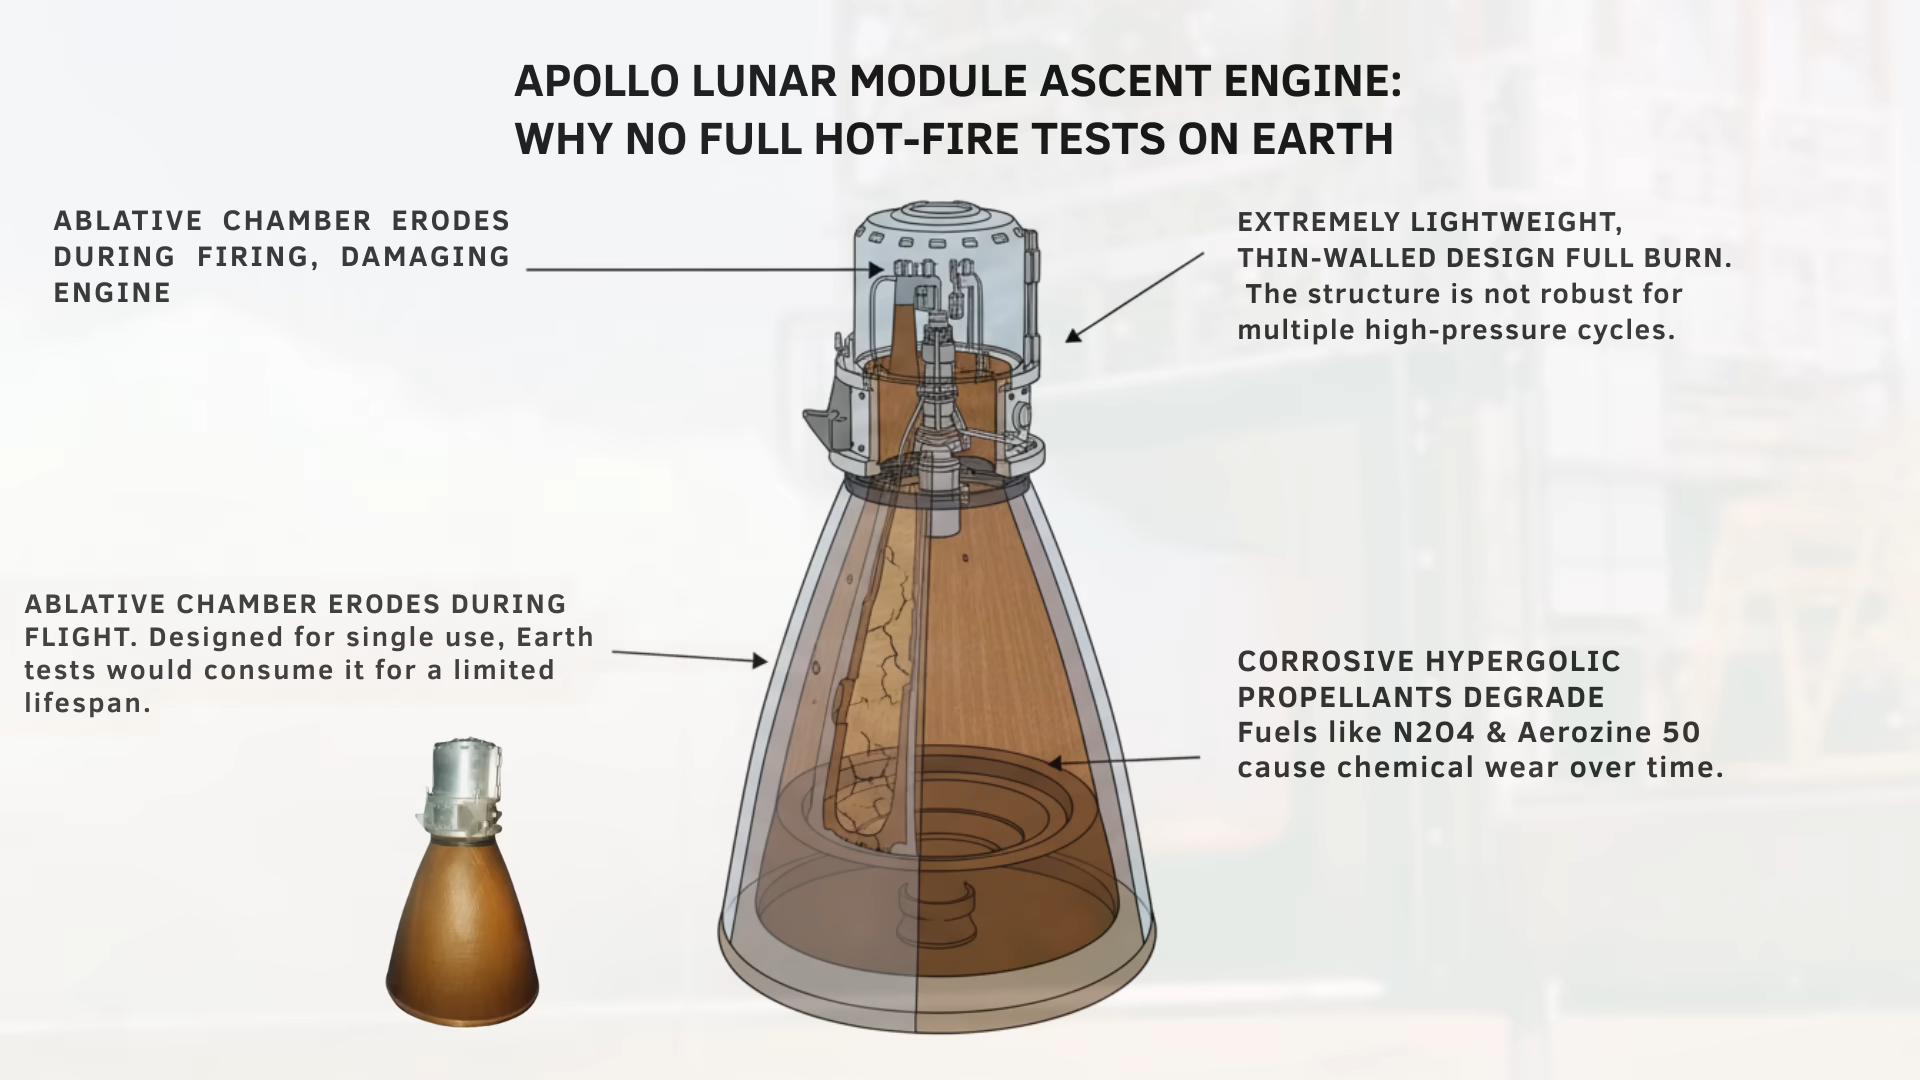 APOLLO LUNAR MODULE ASCENT ENGINE:
WHY NO FULL HOT-FIRE TESTS ON EARTH
ABLATIVE CHAMBER ERODES
DURING FIRING, DAMAGING
ENGINE
EXTREMELY LIGHTWEIGHT,
THIN-WALLED DESIGN FULL BURN.
The structure is not robust for
multiple high-pressure cycles.
ABLATIVE CHAMBER ERODES DURING
FLIGHT. Designed for single use, Earth
tests would consume it for a limited
lifespan.
CORROSIVE HYPERGOLIC
PROPELLANTS DEGRADE
Fuels like N2O4 & Aerozine 50
cause chemical wear over time.